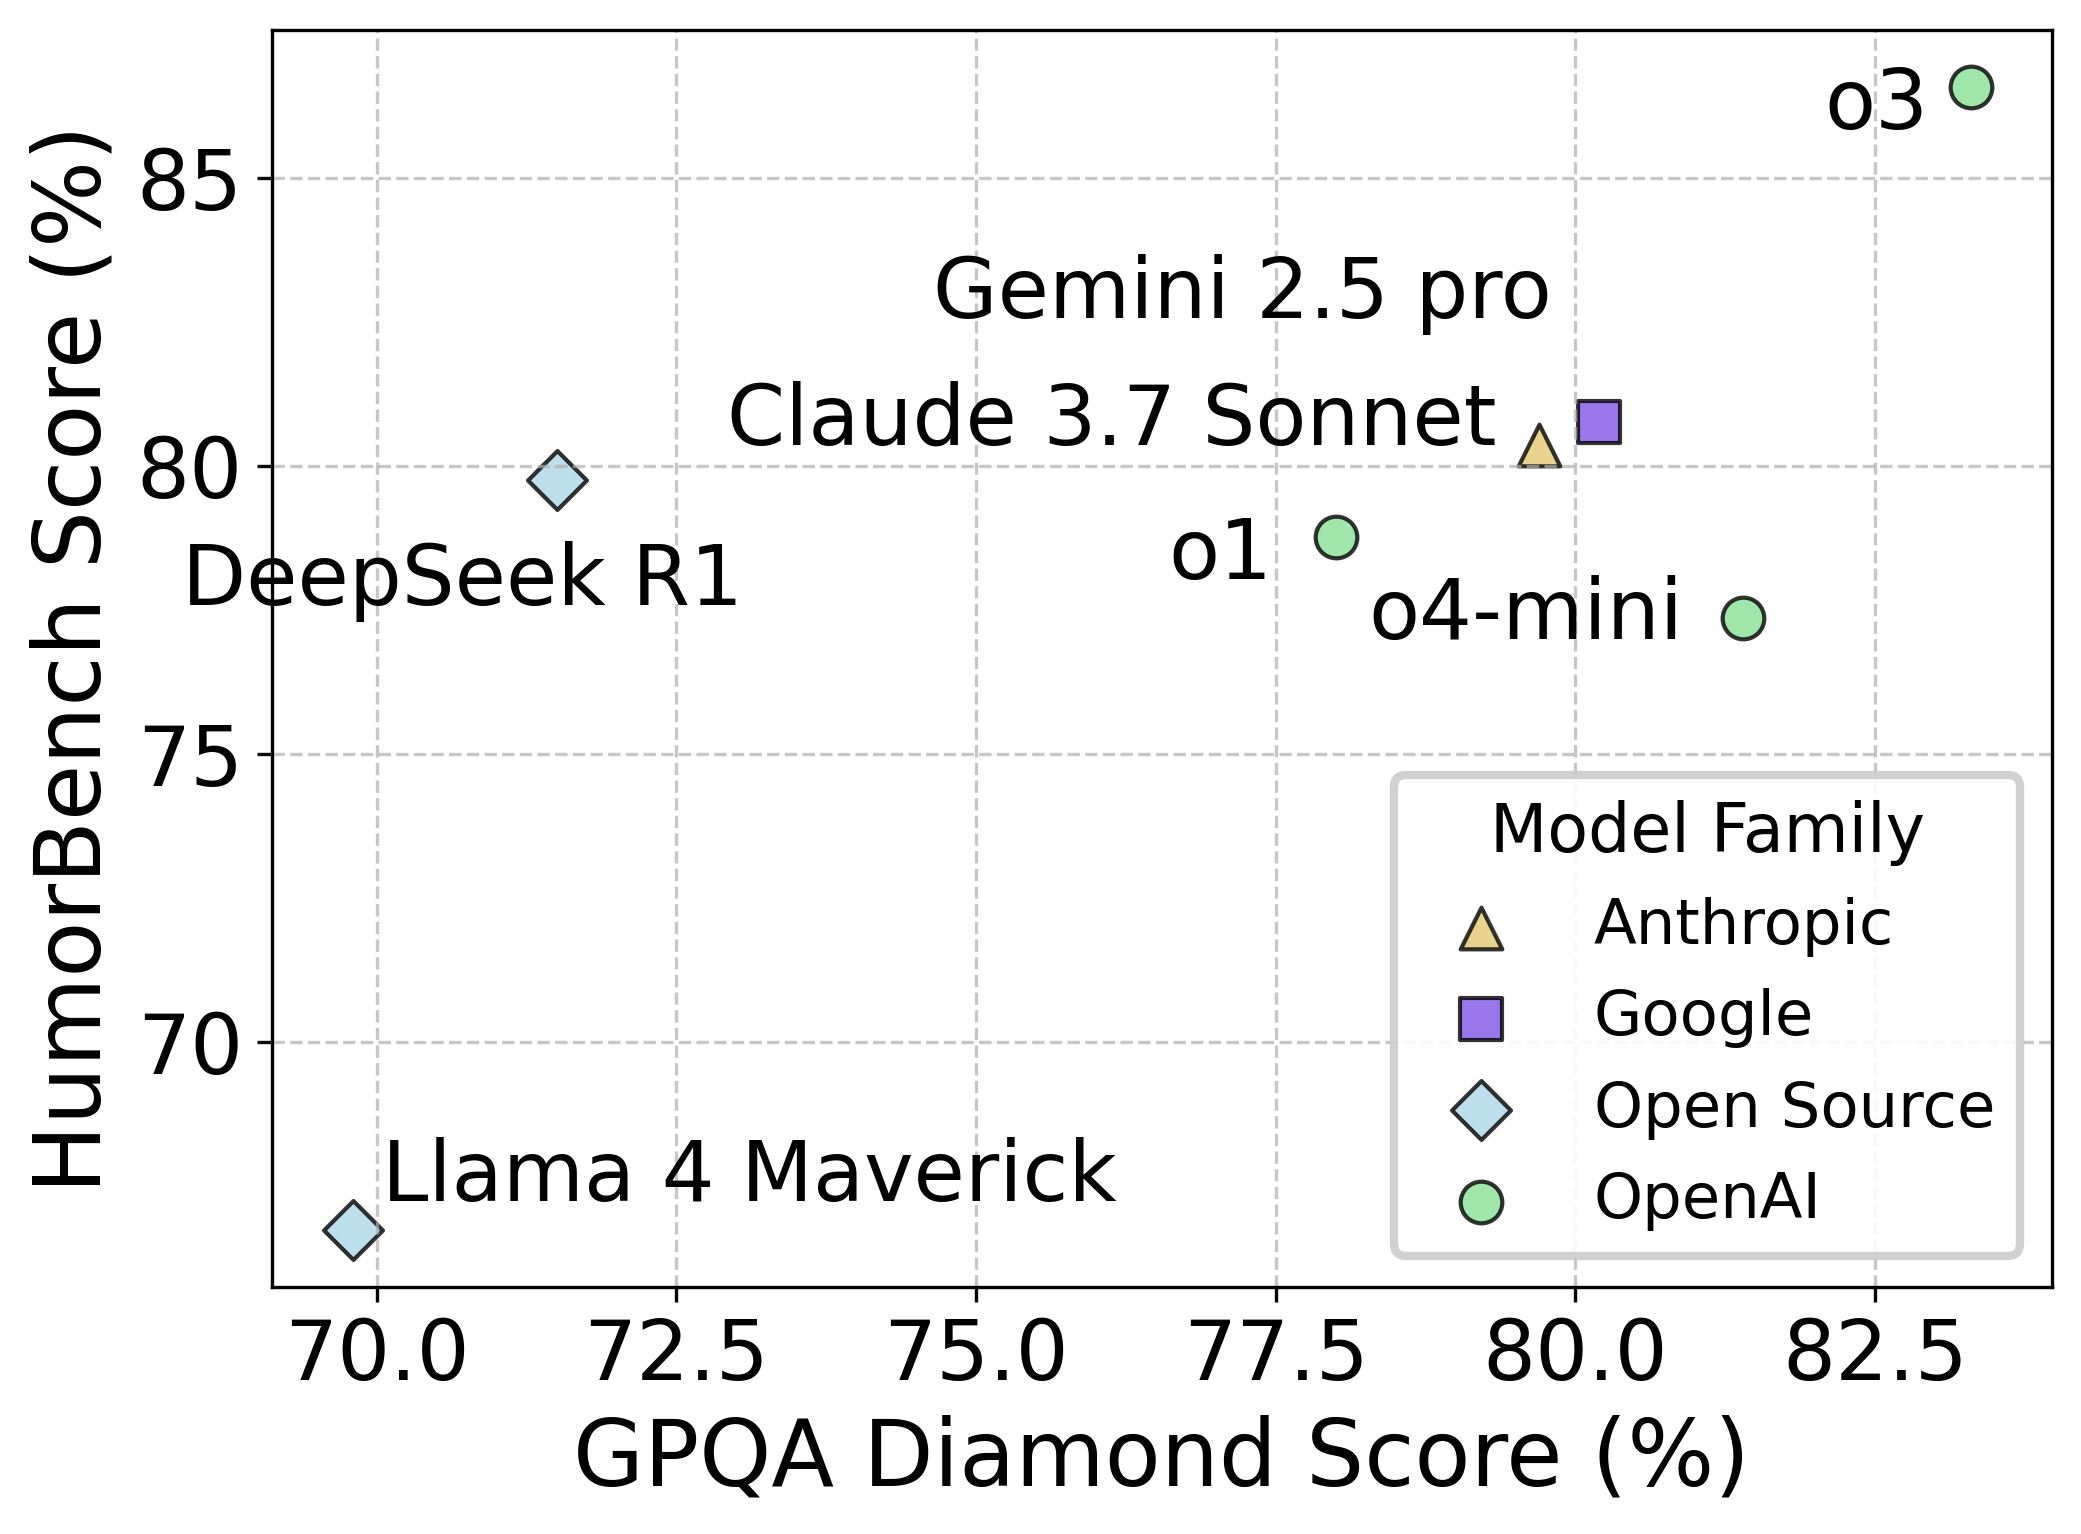 HumorBench Score (%)
85
80
75
70
o3
Gemini 2.5 pro
Claude 3.7 Sonnet
DeepSeek R1
o1
o4-mini
Llama 4 Maverick
Model Family
Anthropic
Google
Open Source
OpenAI
70.0 72.5 75.0 77.5 80.0 82.5
GPQA Diamond Score (%)